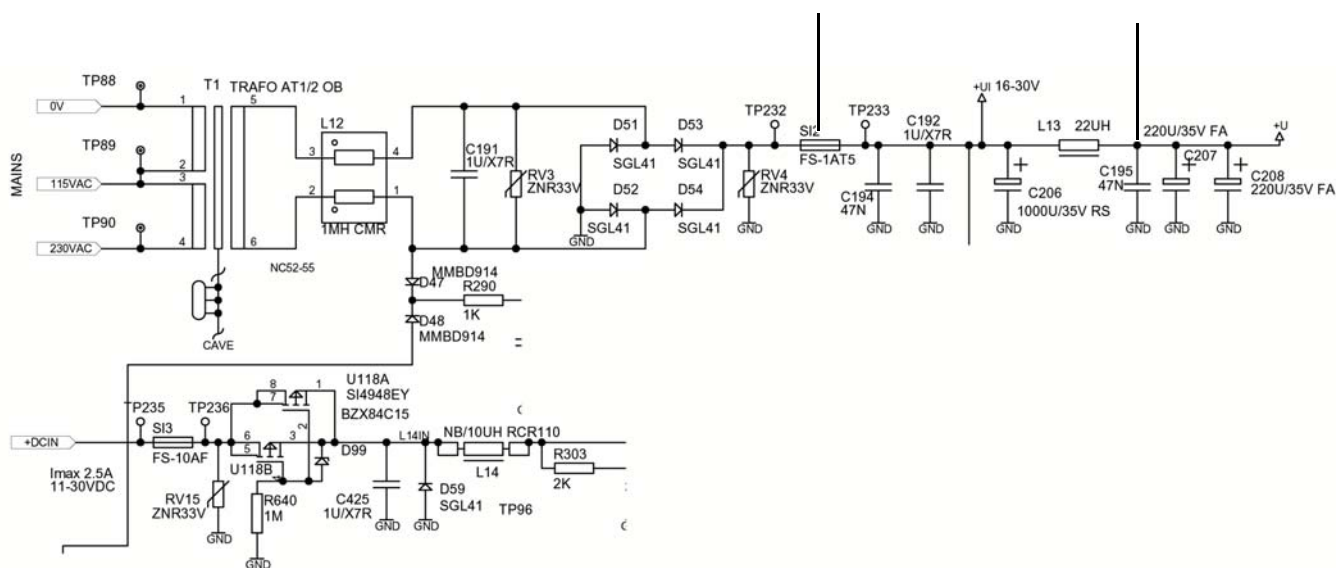 TP88
T1 TRAFO AT1/2 OB
0V
1
5
L12
3
4
TP89
2
3
MAINS
115VAC
2
1
TP90
1MH CMR
230VAC
4
6
NC52-55
CAVE
C191
1U/X7R
RV3
ZNR33V
D51
D53
SGL41
SGL41
D52
D54
SGL41
SGL41
GND
TP232
SI2
FS-1AT5
TP233
RV4
ZNR33V
GND
C192
1U/X7R
C194
47N
GND
GND
+UI 16-30V
C206
1000U/35V RS
GND
L13 22UH
220U/35V FA
C195
47N
C207
C208
220U/35V FA
+U
GND
GND
GND
MMBD914
D47
R290
1K
D48
MMBD914
U118A
SI4948EY
BZX84C15
8
7
1
2
TP235
TP236
SI3
+DCIN
FS-10AF
6
5
3
U118B
D99
L14IN
NB/10UH RCR110
L14
R303
2K
Imax 2.5A
11-30VDC
RV15
ZNR33V
GND
R640
1M
GND
C425
1U/X7R
GND
D59
SGL41
GND
TP96